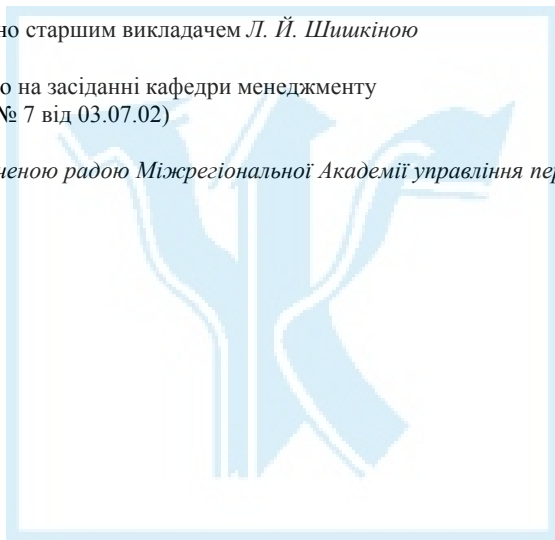 но старшим викладачем Л. Й. Шишкіною
о на засіданні кафедри менеджменту
№ 7 від 03.07.02)
ченою радою Міжрегіональної Академії управління пер